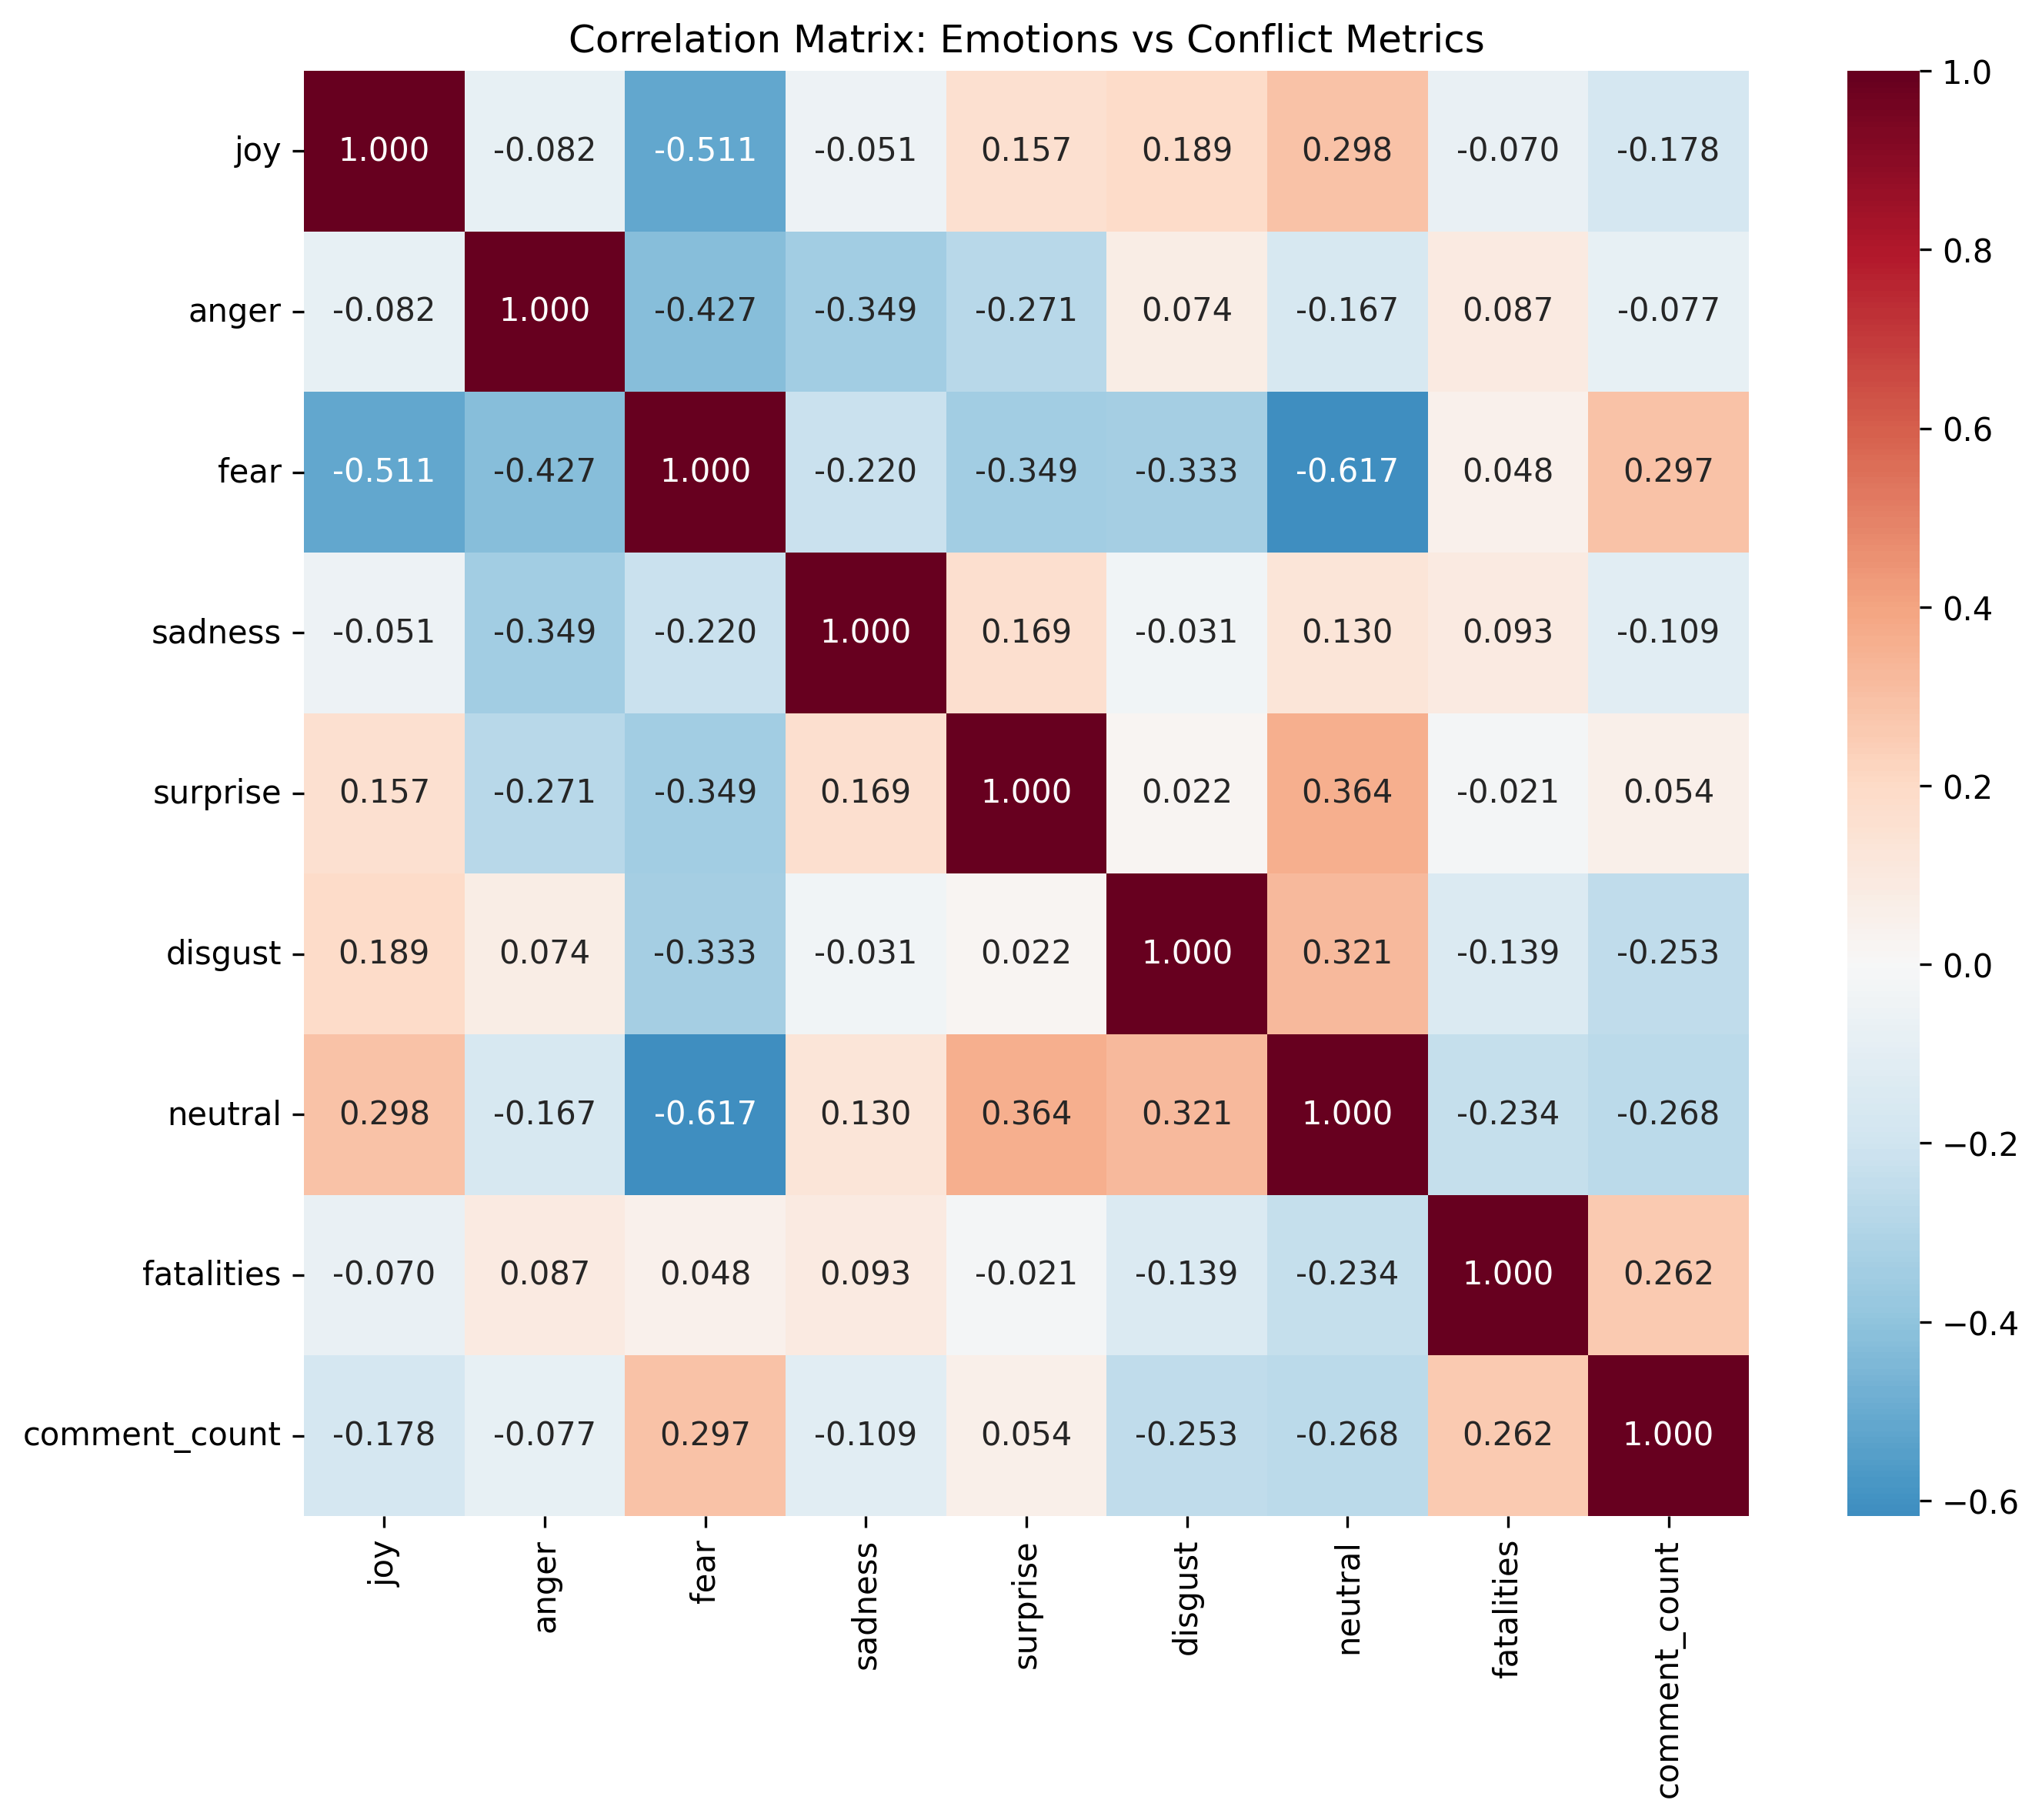 Correlation Matrix: Emotions vs Conflict Metrics
joy 1.000 -0.082 -0.511 -0.051 0.157 0.189 0.298 -0.070 -0.178
anger -0.082 1.000 -0.427 -0.349 -0.271 0.074 -0.167 0.087 -0.077
fear -0.511 -0.427 1.000 -0.220 -0.349 -0.333 -0.617 0.048 0.297
sadness -0.051 -0.349 -0.220 1.000 0.169 -0.031 0.130 0.093 -0.109
surprise 0.157 -0.271 -0.349 0.169 1.000 0.022 0.364 -0.021 0.054
disgust 0.189 0.074 -0.333 -0.031 0.022 1.000 0.321 -0.139 -0.253
neutral 0.298 -0.167 -0.617 0.130 0.364 0.321 1.000 -0.234 -0.268
fatalities -0.070 0.087 0.048 0.093 -0.021 -0.139 -0.234 1.000 0.262
comment_count -0.178 -0.077 0.297 -0.109 0.054 -0.253 -0.268 0.262 1.000
joy anger fear sadness surprise disgust neutral fatalities comment_count
1.0
0.8
0.6
0.4
0.2
0.0
−0.2
−0.4
−0.6